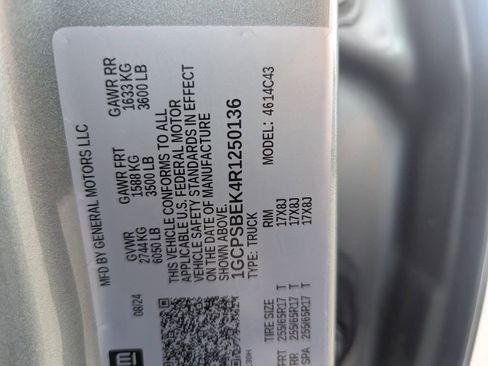 MFD BY GENERAL MOTORS LLC
08/24 GVWR GAWR FRT GAWR RR
2744 KG 1588 KG 1633 KG
6050 LB 3500 LB 3600 LB
THIS VEHICLE CONFORMS TO ALL
APPLICABLE U.S. FEDERAL MOTOR
VEHICLE SAFETY STANDARDS IN EFFECT
ON THE DATE OF MANUFACTURE
SHOWN ABOVE.
1GCPSBEK4R1250136
TYPE: TRUCK MODEL: 4614C43
TIRE SIZE RIM
FRT 255/65R17 T 17X8J
RR 255/65R17 T 17X8J
SPA 255/65R17 T 17X8J
gm